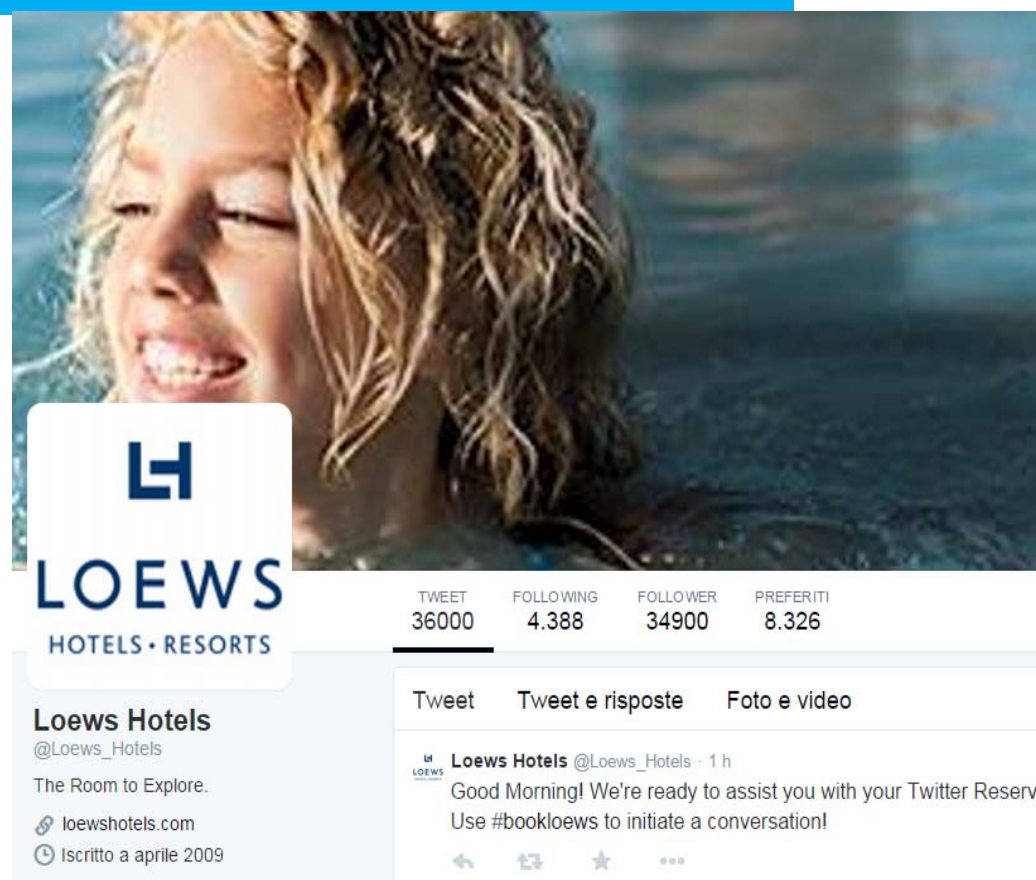 LH
LOEWS
HOTELS • RESORTS
TWEET FOLLOWING FOLLOWER PREFERITI
36000 4.388 34900 8.326
Loews Hotels
@Loews_Hotels
The Room to Explore.
loewshotels.com
Iscritto a aprile 2009
Tweet Tweet e risposte Foto e video
LOEWS
Loews Hotels @Loews_Hotels · 1 h
Good Morning! We're ready to assist you with your Twitter Reserv
Use #bookloews to initiate a conversation!